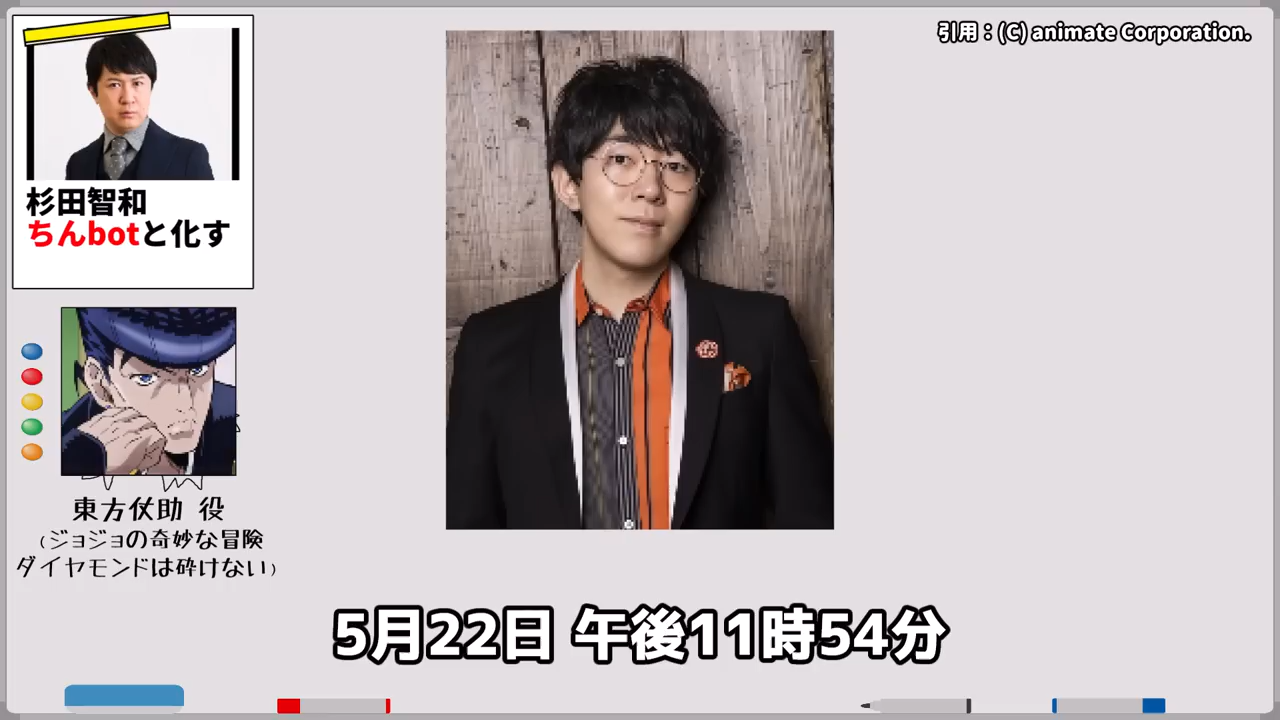 引用：(C) animate Corporation.
杉田智和
ちんbotと化す
東方仗助 役
(ジョジョの奇妙な冒険
ダイヤモンドは砕けない)
5月22日 午後11時54分